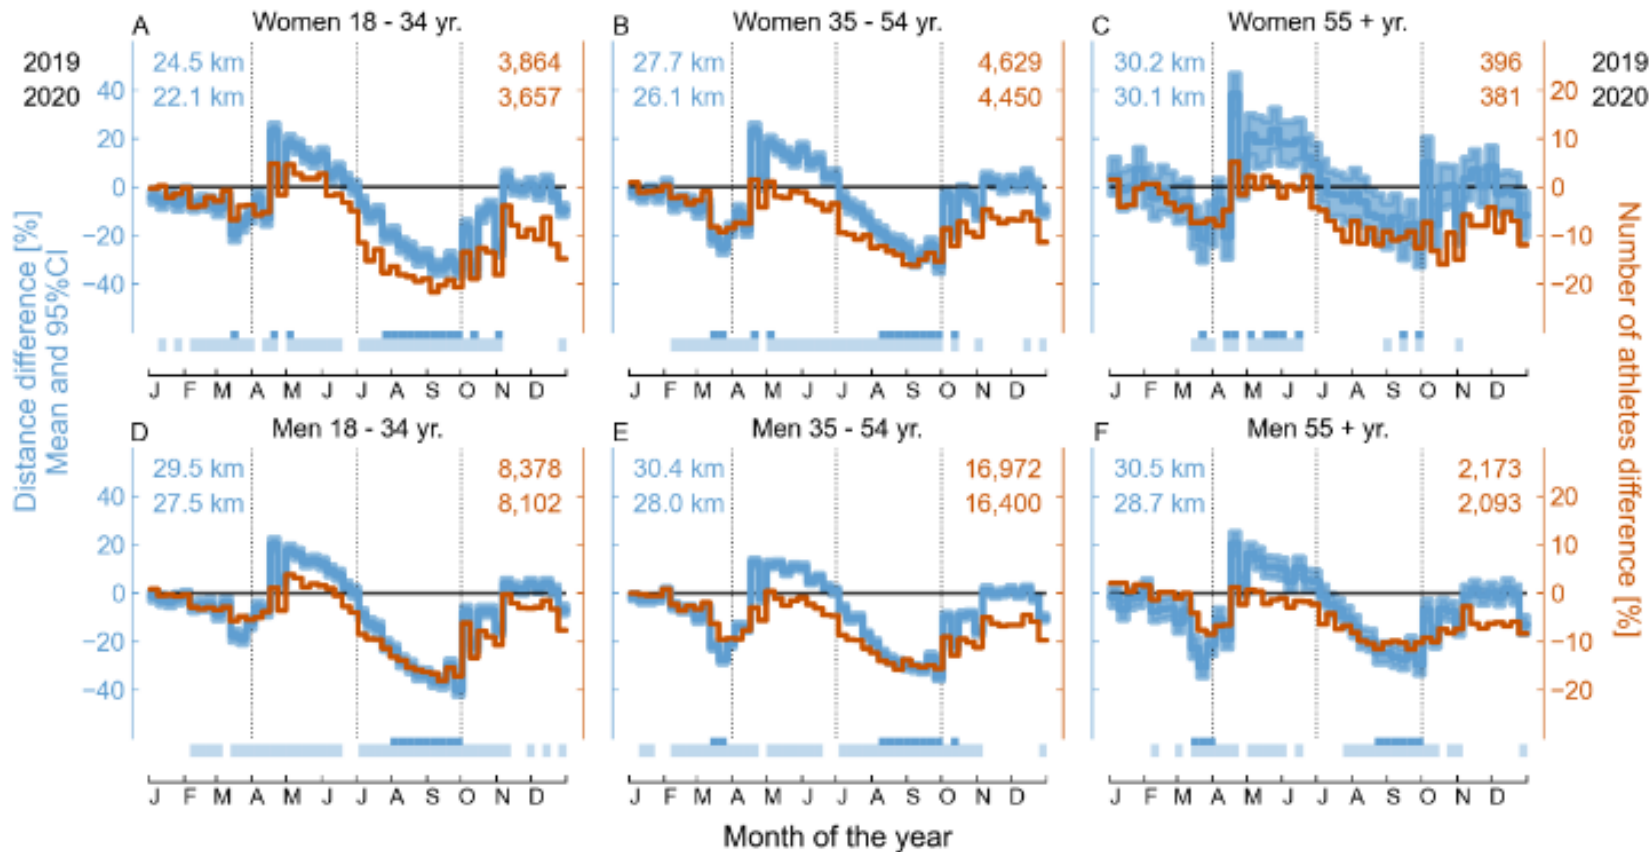 A Women 18 - 34 yr.
B Women 35 - 54 yr.
C Women 55 + yr.
2019 24.5 km 3,864 27.7 km 4,629 30.2 km 396 2019
2020 22.1 km 3,657 26.1 km 4,450 30.1 km 381 2020
40 20
20 10
0 0
−20 −10
−40 −20
J F M A M J J A S O N D
J F M A M J J A S O N D
J F M A M J J A S O N D
D Men 18 - 34 yr.
E Men 35 - 54 yr.
F Men 55 + yr.
29.5 km 8,378 30.4 km 16,972 30.5 km 2,173
27.5 km 8,102 28.0 km 16,400 28.7 km 2,093
40 20
20 10
0 0
−20 −10
−40 −20
J F M A M J J A S O N D
J F M A M J J A S O N D
J F M A M J J A S O N D
Month of the year
Distance difference [%]
Mean and 95%CI
Number of athletes difference [%]